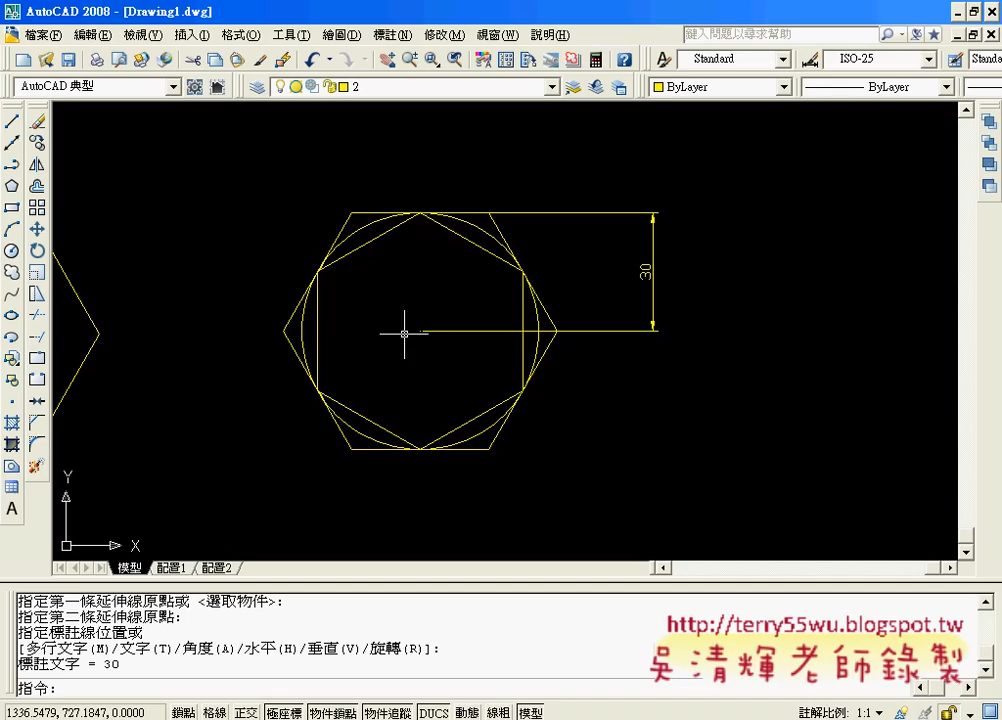 AutoCAD 2008 - [Drawing1.dwg]
檔案(F) 編輯(E) 檢視(V) 插入(I) 格式(O) 工具(T) 繪圖(D) 標註(N) 修改(M) 視窗(W) 說明(H) 鍵入問題以尋求幫助
Standard ISO-25 Standa
AutoCAD 典型 2 ByLayer ByLayer
A
30
Y
X
模型 配置1 配置2
指定第一條延伸線原點或 <選取物件>:
指定第二條延伸線原點:
指定標註線位置或
[多行文字(M)/文字(T)/角度(A)/水平(H)/垂直(V)/旋轉(R)]:
標註文字 = 30
指令:
http://terry55wu.blogspot.tw
吳清輝老師錄製
1336.5479, 727.1847, 0.0000 鎖點 格線 正交 極座標 物件鎖點 物件追蹤 DUCS 動態 線粗 模型 註解比例: 1:1